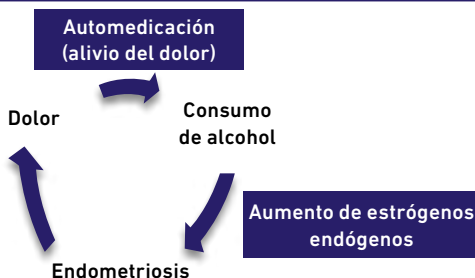 Automedicación
(alivio del dolor)
Dolor
Consumo
de alcohol
Aumento de estrógenos
endógenos
Endometriosis